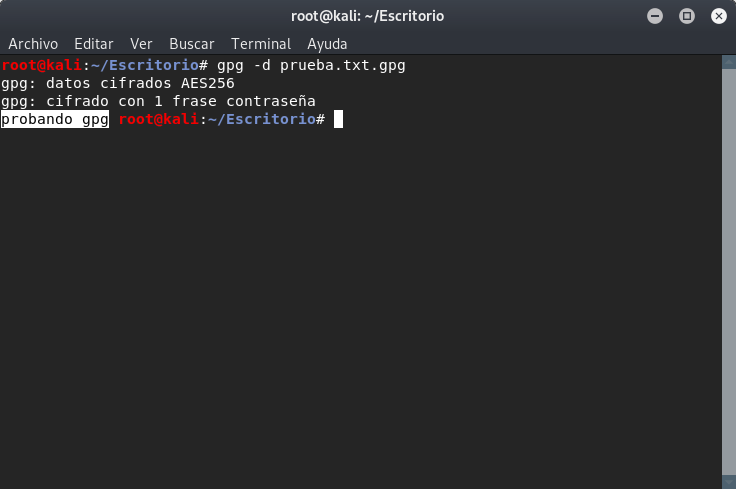 root@kali: ~/Escritorio
Archivo Editar Ver Buscar Terminal Ayuda
root@kali:~/Escritorio# gpg -d prueba.txt.gpg
gpg: datos cifrados AES256
gpg: cifrado con 1 frase contraseña
probando gpg root@kali:~/Escritorio#